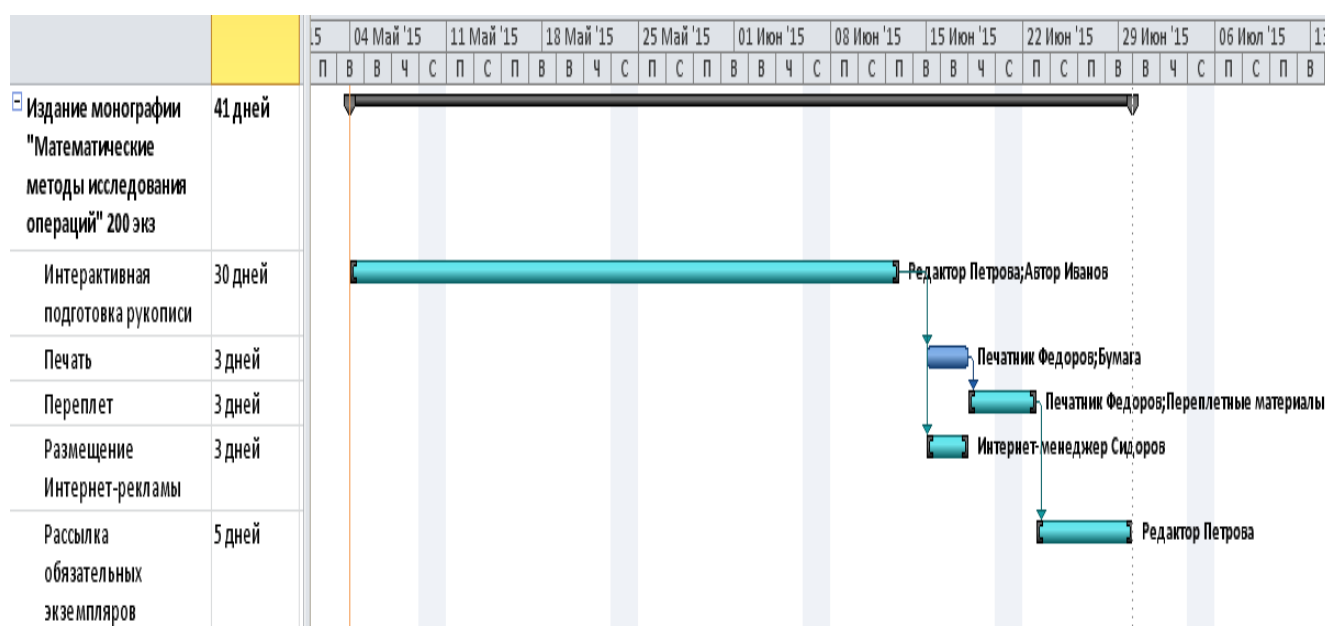 15 04 Май '15 11 Май '15 18 Май '15 25 Май '15 01 Июн '15 08 Июн '15 15 Июн '15 22 Июн '15 29 Июн '15 06 Июл '15
П В В Ч С П С П В В Ч С П С П В В Ч С П С П В В Ч С П С П В В Ч С П С П В
Издание монографии 41 дней
"Математические
методы исследования
операций" 200 экз
Интерактивная 30 дней Редактор Петрова;Автор Иванов
подготовка рукописи
Печать 3 дней Печатник Федоров;Бумага
Переплет 3 дней Печатник Федоров;Переплетные материалы
Размещение 3 дней Интернет-менеджер Сидоров
Интернет-рекламы
Рассылка 5 дней Редактор Петрова
обязательных
экземпляров